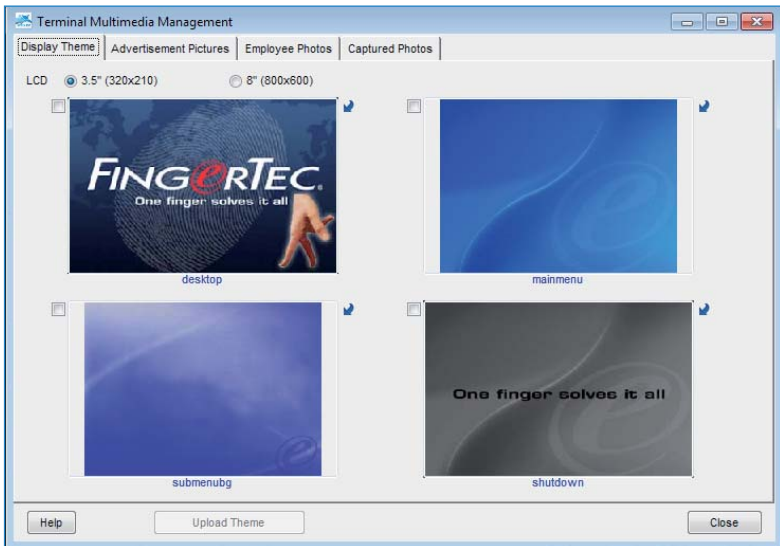 Terminal Multimedia Management
Display Theme Advertisement Pictures Employee Photos Captured Photos
LCD 3.5" (320x210) 8" (800x600)
FINGERTEC.
One finger solves it all
desktop
mainmenu
One finger solves it all
submenubg
shutdown
Help Upload Theme Close